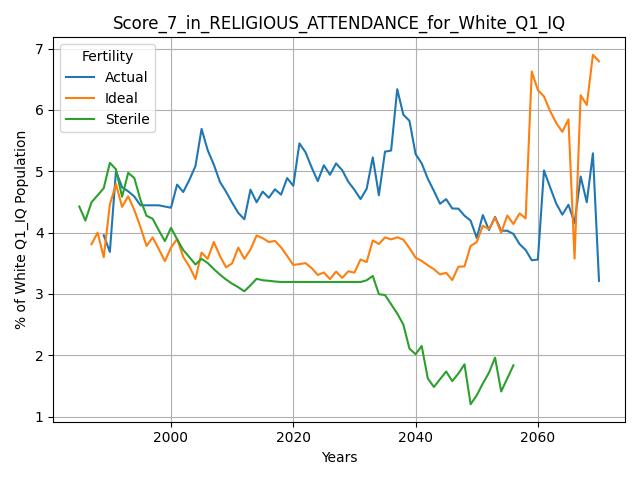 Score_7_in_RELIGIOUS_ATTENDANCE_for_White_Q1_IQ
Fertility
Actual
Ideal
Sterile
% of White Q1_IQ Population
7
6
5
4
3
2
1
2000 2020 2040 2060
Years